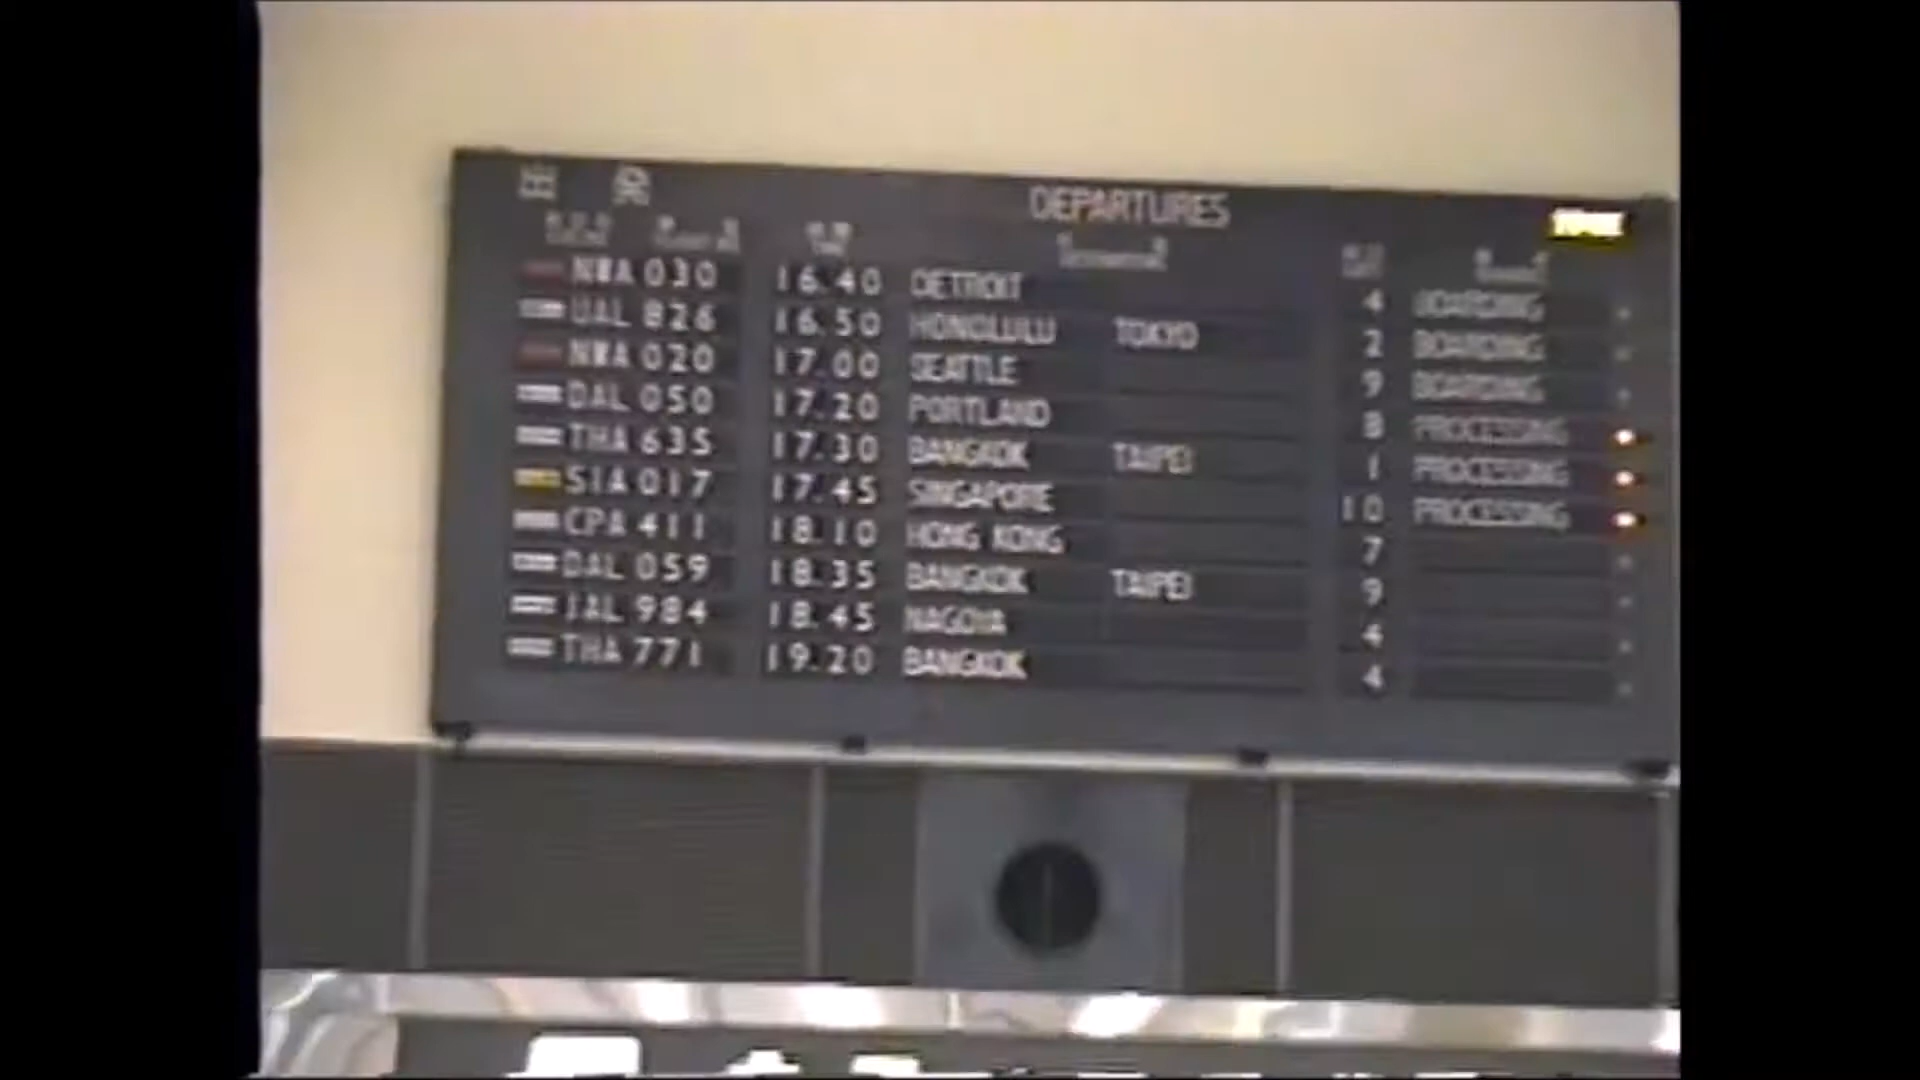 DEPARTURES
NWA 030 16.40 DETROIT 4 BOARDING
UAL 826 16.50 HONOLULU TOKYO 2 BOARDING
NWA 020 17.00 SEATTLE 9 BOARDING
DAL 050 17.20 PORTLAND 8 PROCESSING
THA 635 17.30 BANGKOK TAIPEI 1 PROCESSING
SIA 017 17.45 SINGAPORE 10 PROCESSING
CPA 411 18.10 HONG KONG 7
DAL 059 18.35 BANGKOK TAIPEI 9
JAL 984 18.45 NAGOYA 4
THA 771 19.20 BANGKOK 4